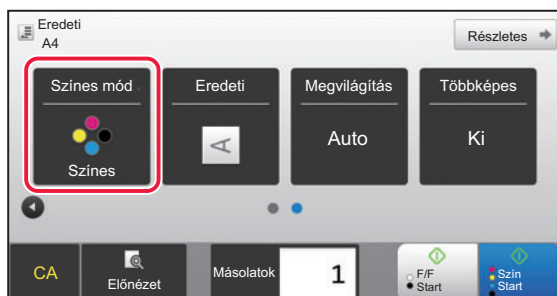 Eredeti
A4
Részletes
Színes mód
Eredeti
Megvilágítás
Többképes
A
Auto
Ki
Színes
CA
Előnézet
Másolatok
1
F/F
Start
Szín
Start